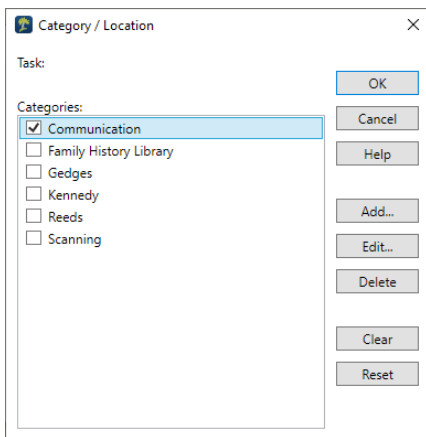 Category / Location
Task:
Categories:
Communication
Family History Library
Gedges
Kennedy
Reeds
Scanning
OK
Cancel
Help
Add...
Edit...
Delete
Clear
Reset